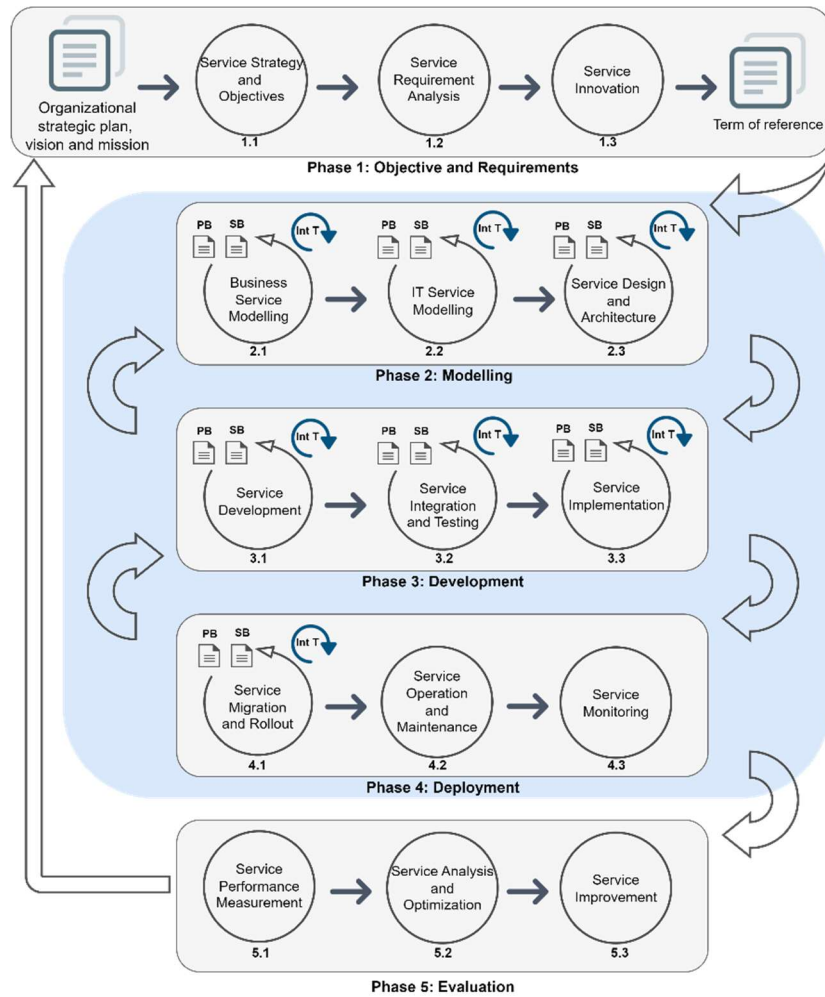 Organizational
strategic plan,
vision and mission
Service Strategy
and
Objectives
1.1
Service
Requirement
Analysis
1.2
Service
Innovation
1.3
Term of reference
Phase 1: Objective and Requirements
PB SB Int T
Business
Service
Modelling
2.1
PB SB Int T
IT Service
Modelling
2.2
PB SB Int T
Service Design
and
Architecture
2.3
Phase 2: Modelling
PB SB Int T
Service
Development
3.1
PB SB Int T
Service
Integration
and Testing
3.2
PB SB Int T
Service
Implementation
3.3
Phase 3: Development
PB SB Int T
Service
Migration
and Rollout
4.1
Service
Operation
and
Maintenance
4.2
Service
Monitoring
4.3
Phase 4: Deployment
Service
Performance
Measurement
5.1
Service Analysis
and
Optimization
5.2
Service
Improvement
5.3
Phase 5: Evaluation